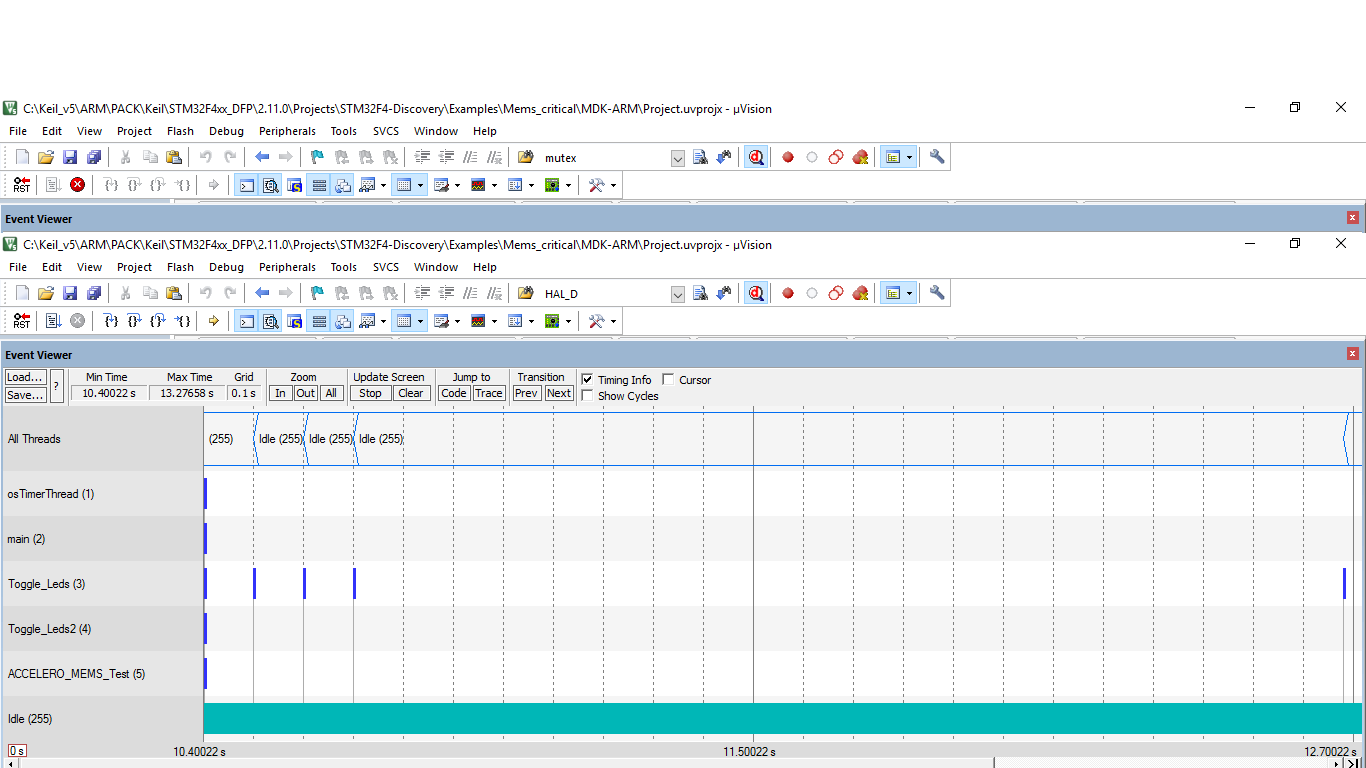 C:\Keil_v5\ARM\PACK\Keil\STM32F4xx_DFP\2.11.0\Projects\STM32F4-Discovery\Examples\Mems_critical\MDK-ARM\Project.uvprojx - µVision
File Edit View Project Flash Debug Peripherals Tools SVCS Window Help
mutex
RST
Event Viewer
C:\Keil_v5\ARM\PACK\Keil\STM32F4xx_DFP\2.11.0\Projects\STM32F4-Discovery\Examples\Mems_critical\MDK-ARM\Project.uvprojx - µVision
File Edit View Project Flash Debug Peripherals Tools SVCS Window Help
HAL_D
RST
Event Viewer
Load... ? Min Time Max Time Grid Zoom Update Screen Jump to Transition Timing Info Cursor
Save... 10.40022 s 13.27658 s 0.1 s In Out All Stop Clear Code Trace Prev Next Show Cycles
All Threads (255) Idle (255) Idle (255) Idle (255)
osTimerThread (1)
main (2)
Toggle_Leds (3)
Toggle_Leds2 (4)
ACCELERO_MEMS_Test (5)
Idle (255)
0 s 10.40022 s 11.50022 s 12.70022 s